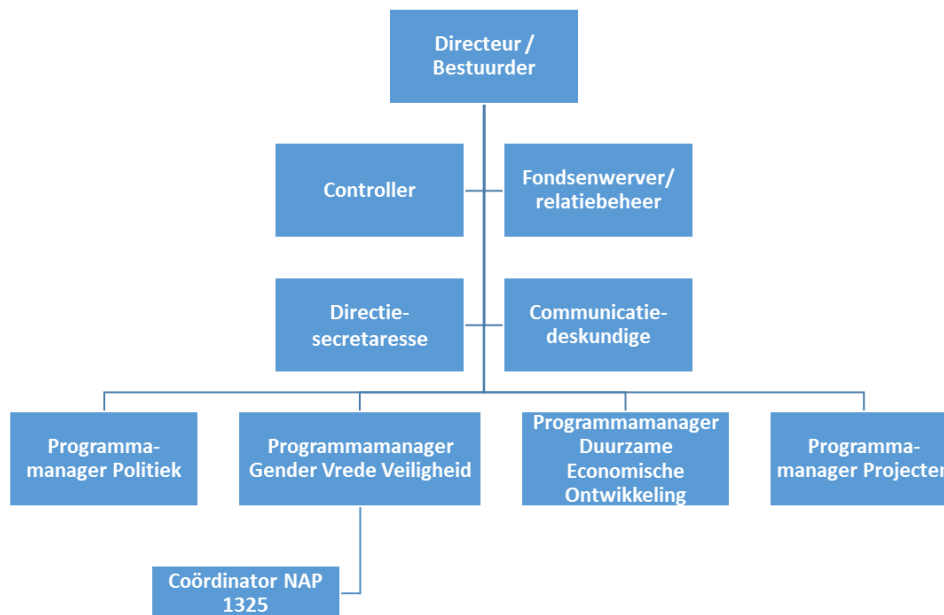 Directeur /
Bestuurder
Controller
Fondsenwerver/
relatiebeheer
Directie-
secretaresse
Communicatie-
deskundige
Programma-
manager Politiek
Programmamanager
Gender Vrede Veiligheid
Programmamanager
Duurzame
Economische
Ontwikkeling
Programma-
manager Projecten
Coördinator NAP
1325